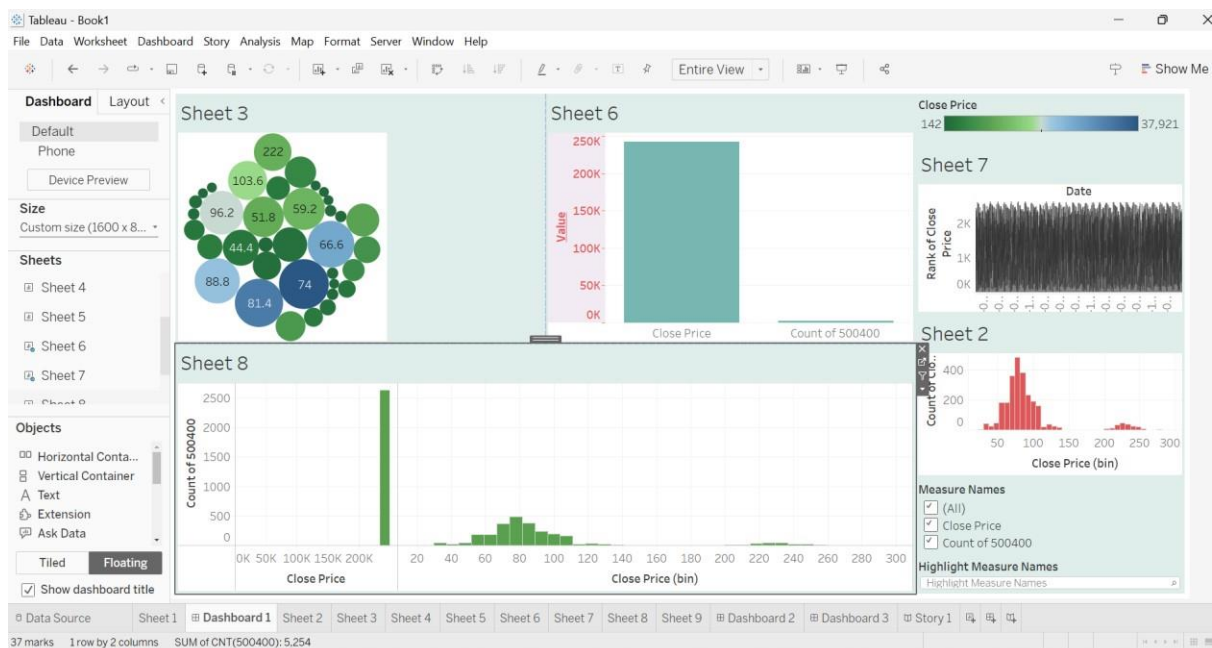 Tableau - Book1
File Data Worksheet Dashboard Story Analysis Map Format Server Window Help
Entire View
Show Me
Dashboard Layout
Default
Phone
Device Preview
Size
Custom size (1600 x 8...
Sheets
Sheet 4
Sheet 5
Sheet 6
Sheet 7
Objects
Horizontal Conta...
Vertical Container
A Text
Extension
Ask Data
Tiled Floating
Show dashboard title
Sheet 3
222
103.6
96.2
51.8
59.2
44.4
66.6
88.8
81.4
74
Sheet 6
Value
250K
200K
150K
100K
50K
0K
Close Price Count of 500400
Close Price
142 37,921
Sheet 7
Date
Rank of Close Price
2K
1K
0K
Sheet 2
400
200
0
50 100 150 200 250 300
Close Price (bin)
Measure Names
(All)
Close Price
Count of 500400
Highlight Measure Names
Highlight Measure Names
Sheet 8
Count of 500400
2500
2000
1500
1000
500
0
0K 50K 100K 150K 200K
Close Price
20 40 60 80 100 120 140 160 180 200 220 240 260 280 300
Close Price (bin)
Data Source Sheet 1 Dashboard 1 Sheet 2 Sheet 3 Sheet 4 Sheet 5 Sheet 6 Sheet 7 Sheet 8 Sheet 9 Dashboard 2 Dashboard 3 Story 1
37 marks 1 row by 2 columns SUM of CNT(500400): 5,254